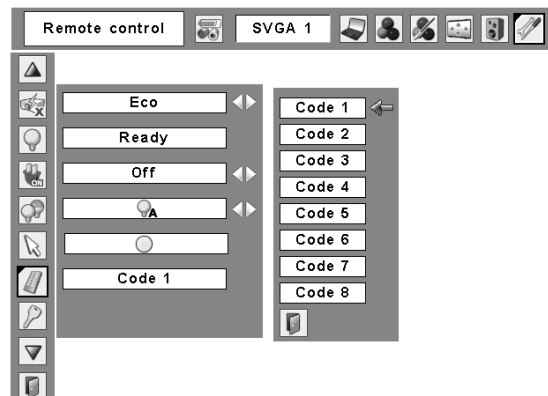 Remote control
SVGA 1
Eco
Ready
Off
A
Code 1
ON
Code 1
Code 2
Code 3
Code 4
Code 5
Code 6
Code 7
Code 8